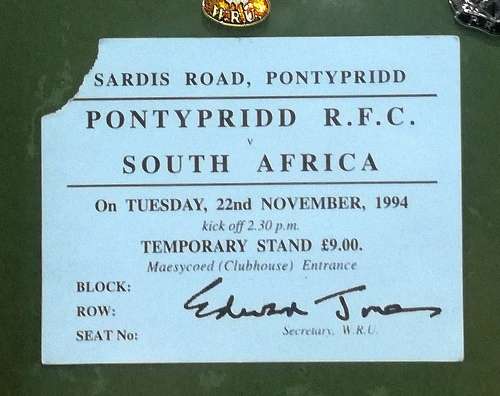 W.R.U.
SARDIS ROAD, PONTYPRIDD
PONTYPRIDD R.F.C.
v
SOUTH AFRICA
On TUESDAY, 22nd NOVEMBER, 1994
kick off 2.30 p.m.
TEMPORARY STAND £9.00.
Maesycoed (Clubhouse) Entrance
BLOCK:
ROW:
Edward Jones
SEAT No:
Secretary, W.R.U.